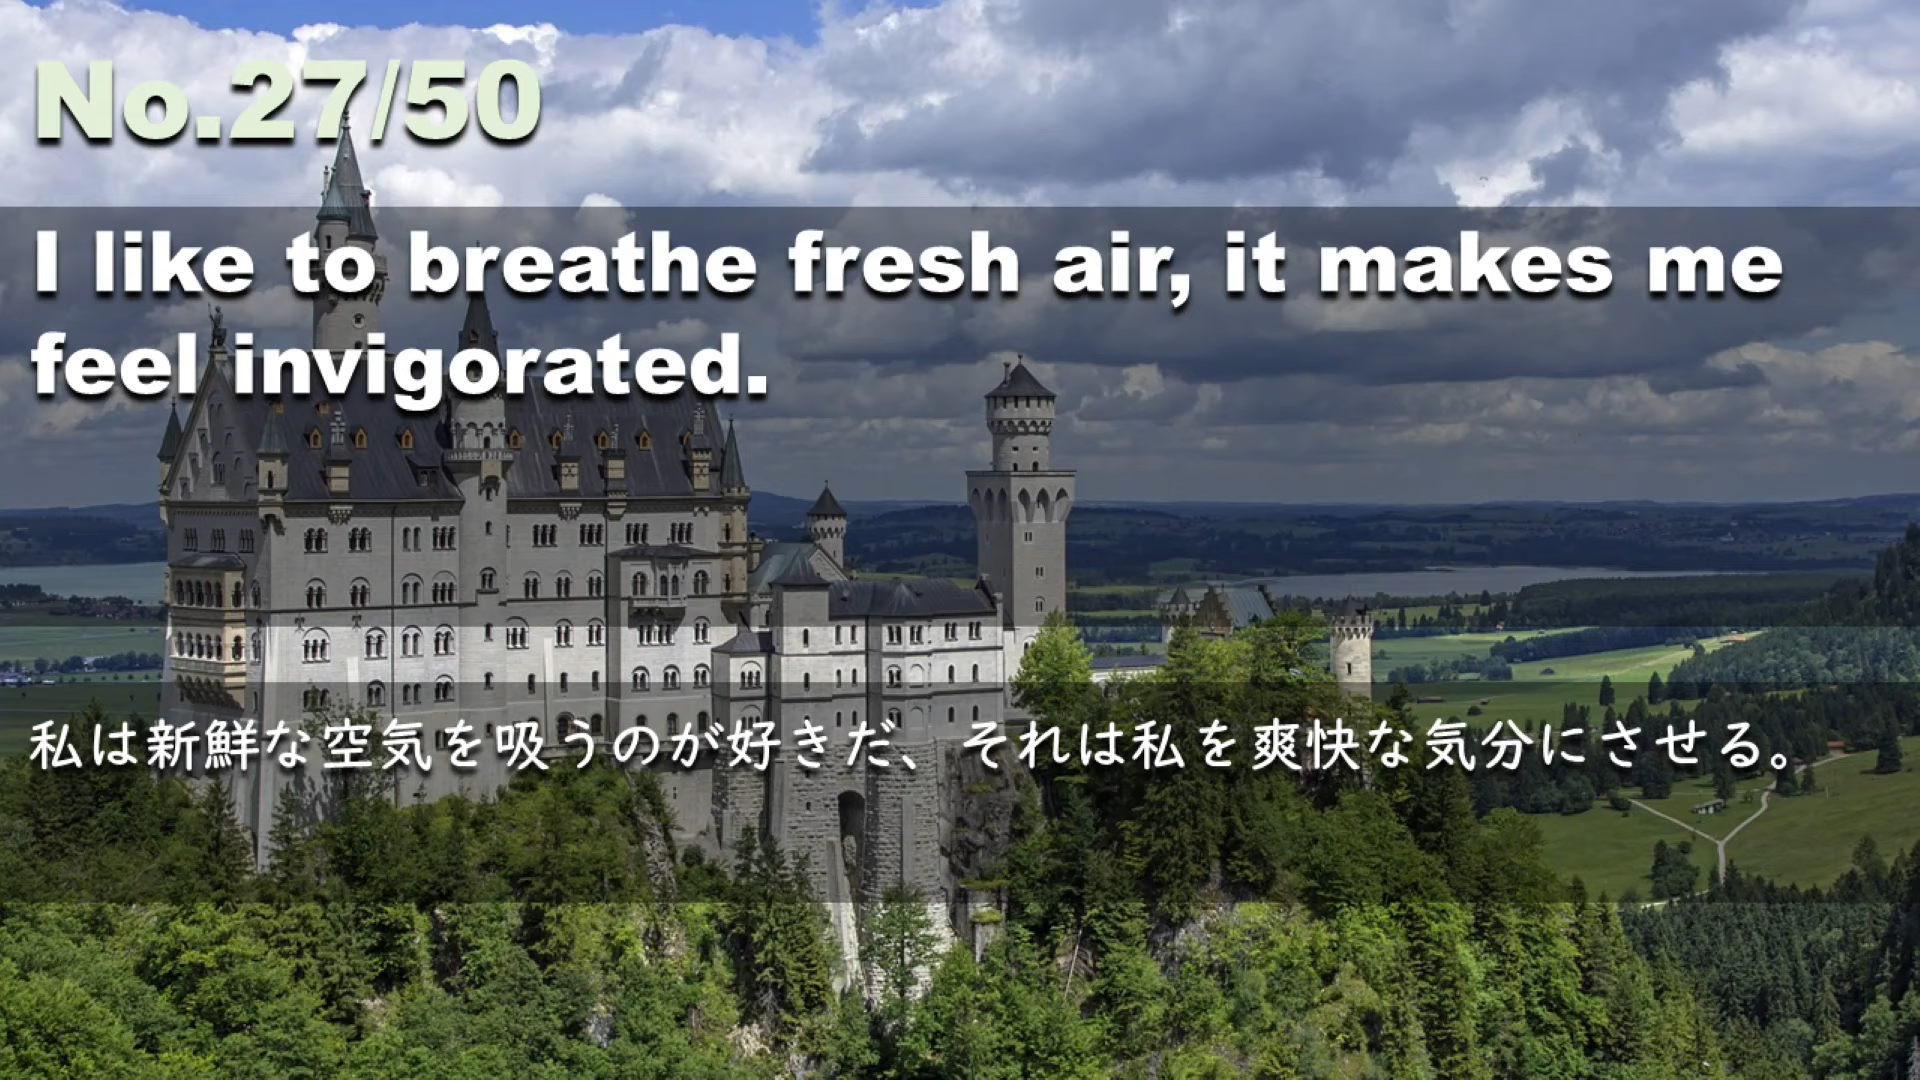 No.27/50
I like to breathe fresh air, it makes me
feel invigorated.
私は新鮮な空気を吸うのが好きだ、それは私を爽快な気分にさせる。